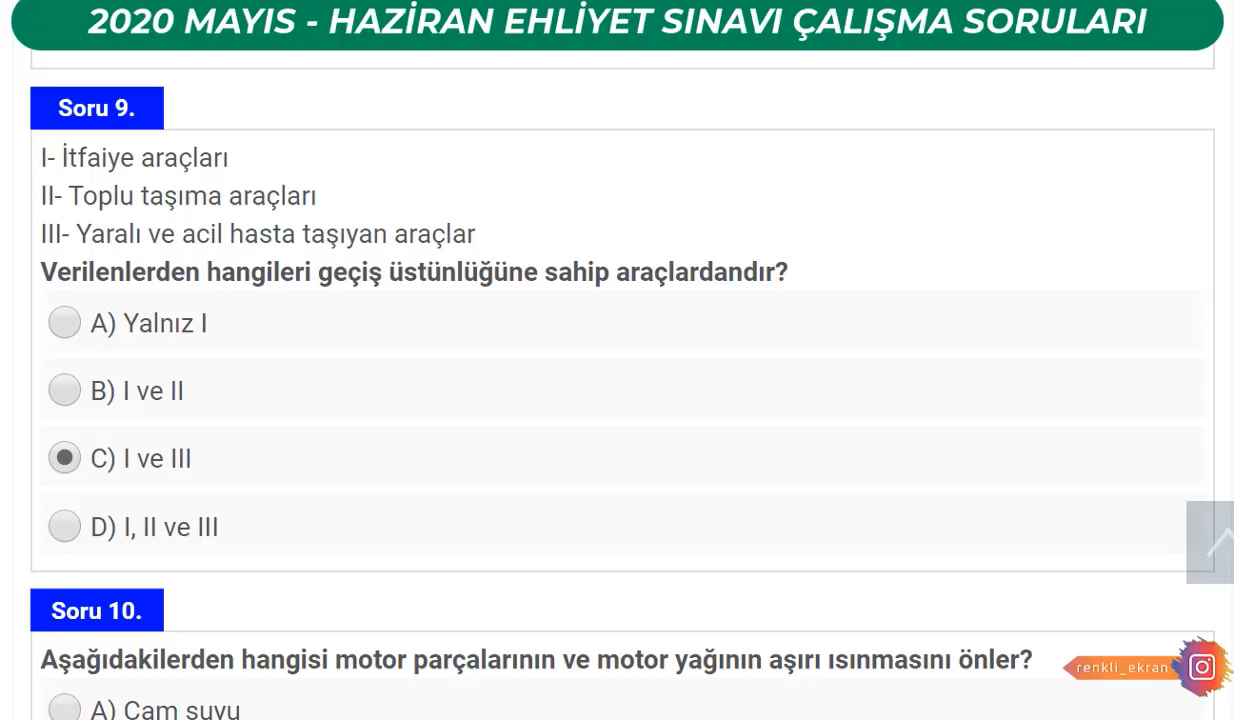 2020 MAYIS - HAZİRAN EHLİYET SINAVI ÇALIŞMA SORULARI
Soru 9.
I- İtfaiye araçları
II- Toplu taşıma araçları
III- Yaralı ve acil hasta taşıyan araçlar
Verilenlerden hangileri geçiş üstünlüğüne sahip araçlardandır?
A) Yalnız I
B) I ve II
C) I ve III
D) I, II ve III
Soru 10.
Aşağıdakilerden hangisi motor parçalarının ve motor yağının aşırı ısınmasını önler?
renkli_ekran
A) Cam suyu